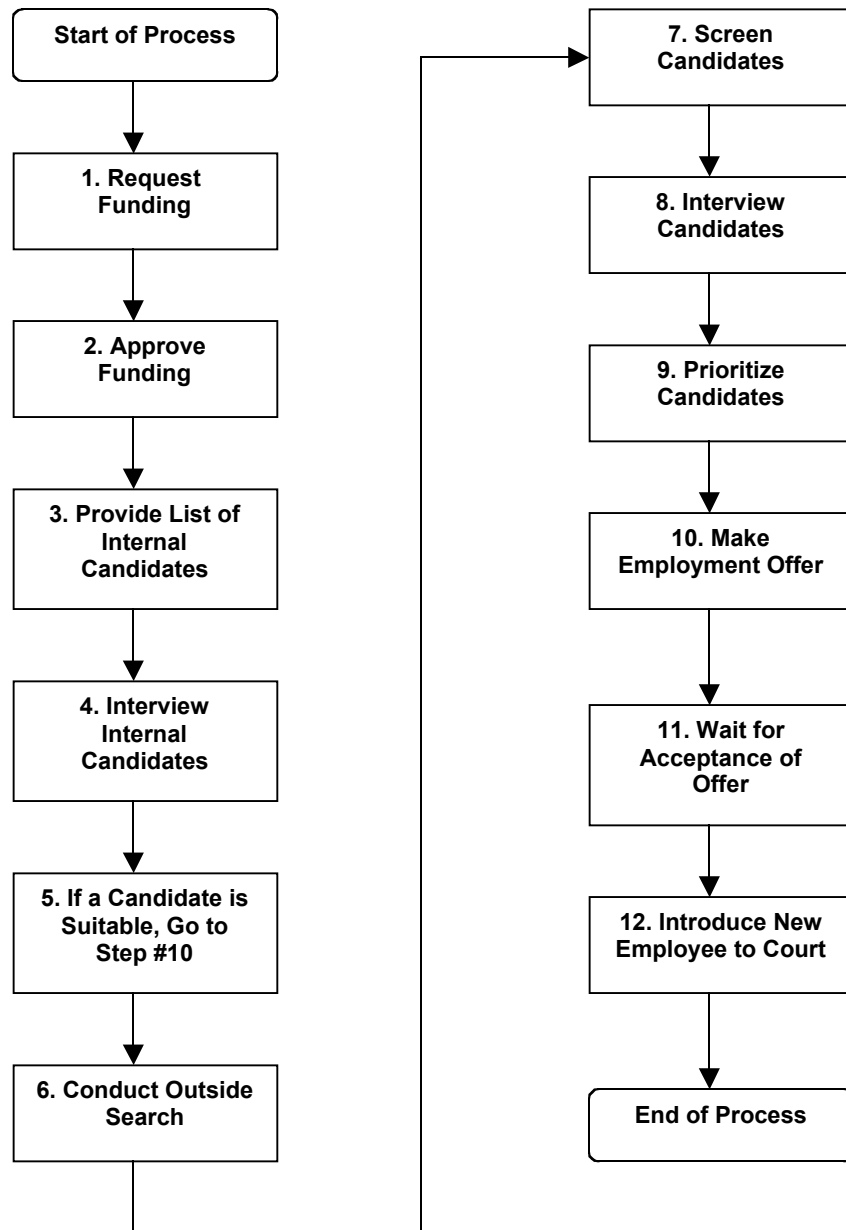 Start of Process
1. Request
Funding
2. Approve
Funding
3. Provide List of
Internal
Candidates
4. Interview
Internal
Candidates
5. If a Candidate is
Suitable, Go to
Step #10
6. Conduct Outside
Search
7. Screen
Candidates
8. Interview
Candidates
9. Prioritize
Candidates
10. Make
Employment Offer
11. Wait for
Acceptance of
Offer
12. Introduce New
Employee to Court
End of Process